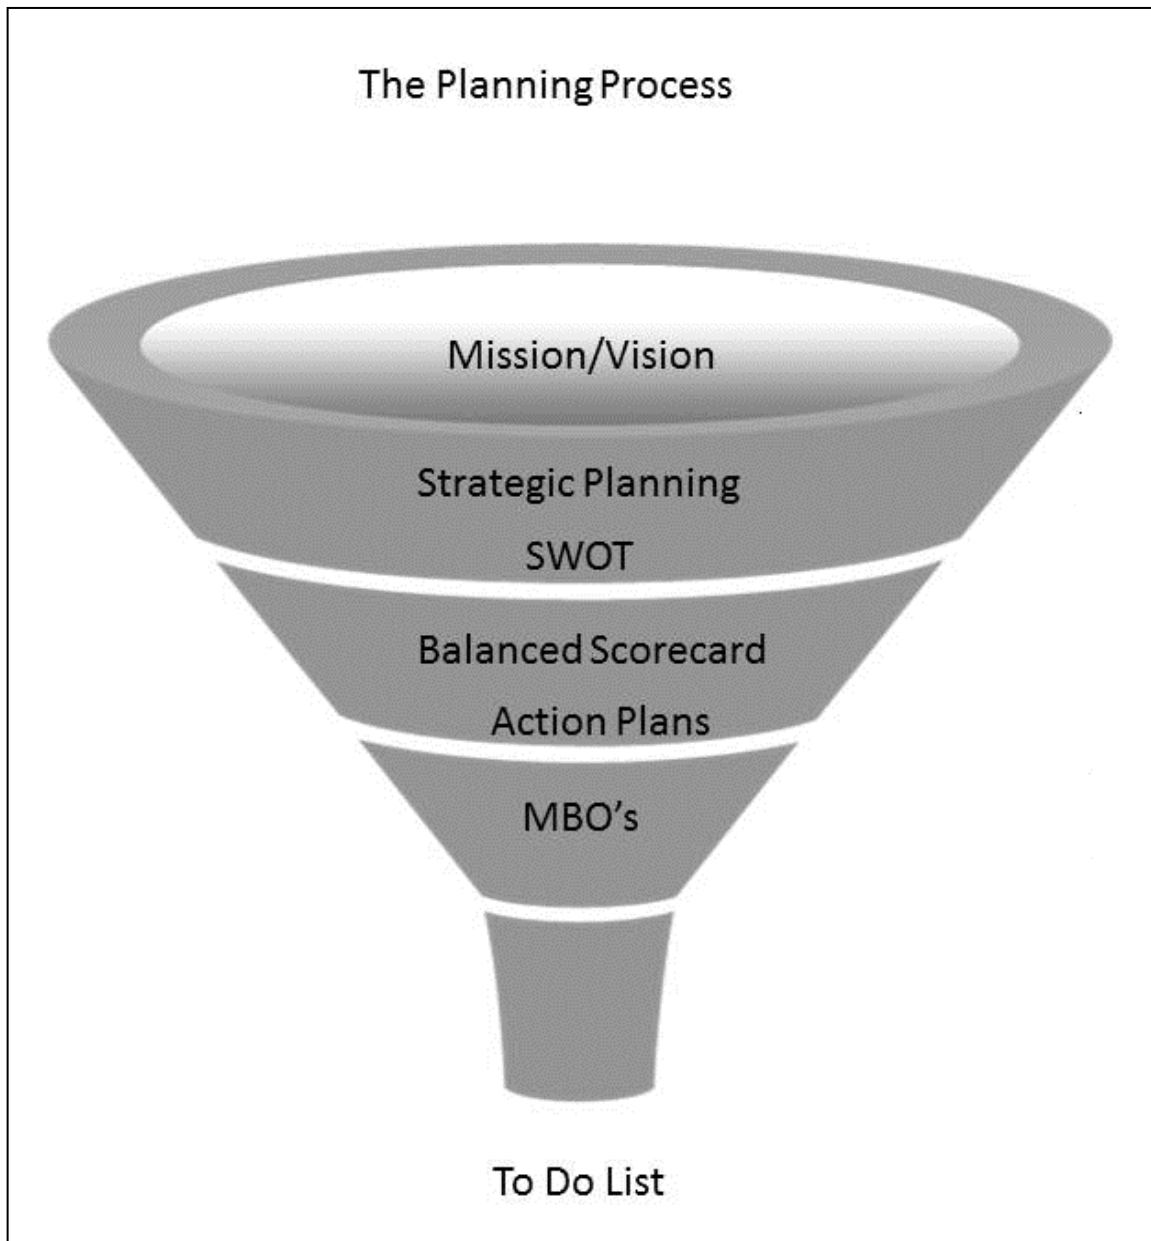 The Planning Process
Mission/Vision
Strategic Planning
SWOT
Balanced Scorecard
Action Plans
MBO's
To Do List